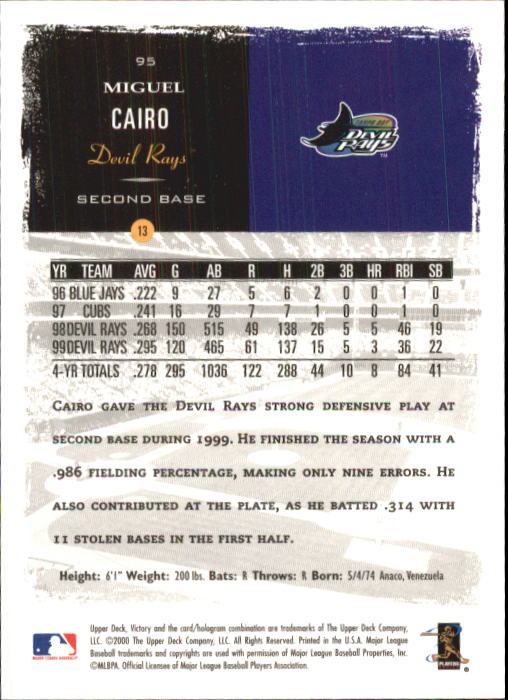 95
MIGUEL
CAIRO
Devil Rays
SECOND BASE
DEVIL
RAYS
TM
13
YR TEAM AVG G AB R H 2B 3B HR RBI SB
96 BLUE JAYS .222 9 27 5 6 2 0 0 1 0
97 CUBS .241 16 29 7 7 1 0 0 1 0
98 DEVIL RAYS .268 150 515 49 138 26 5 5 46 19
99 DEVIL RAYS .295 120 465 61 137 15 5 3 36 22
4-YR TOTALS .278 295 1036 122 288 44 10 8 84 41
CAIRO GAVE THE DEVIL RAYS STRONG DEFENSIVE PLAY AT
SECOND BASE DURING 1999. HE FINISHED THE SEASON WITH A
.986 FIELDING PERCENTAGE, MAKING ONLY NINE ERRORS. HE
ALSO CONTRIBUTED AT THE PLATE, AS HE BATTED .314 WITH
11 STOLEN BASES IN THE FIRST HALF.
Height: 6'1" Weight: 200 lbs. Bats: R Throws: R Born: 5/4/74 Anaco, Venezuela
Upper Deck, Victory and the card/hologram combination are trademarks of The Upper Deck Company,
LLC. ©2000 The Upper Deck Company, LLC. All Rights Reserved. Printed in the U.S.A. Major League
Baseball trademarks and copyrights are used with permission of Major League Baseball Properties, Inc.
©MLBPA. Official Licensee of Major League Baseball Players Association.
MAJOR LEAGUE BASEBALL
PLAYERS